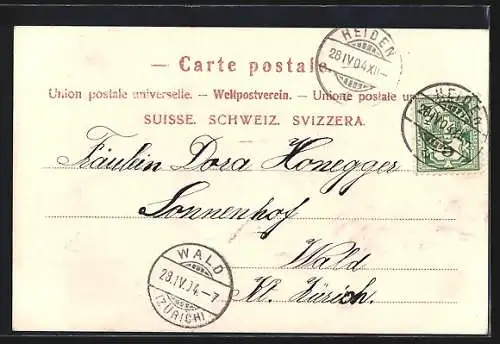 HEIDEN
28.IV.04.XII–
— Carte postale. —
Union postale universelle. — Weltpostverein. — Unione postale
SUISSE. SCHWEIZ. SVIZZERA.
HEIDEN
Fräulein Dora Honegger
Sonnenhof
Wald
Kt. Zürich.
WALD
28.IV.04.–7
(ZÜRICH)